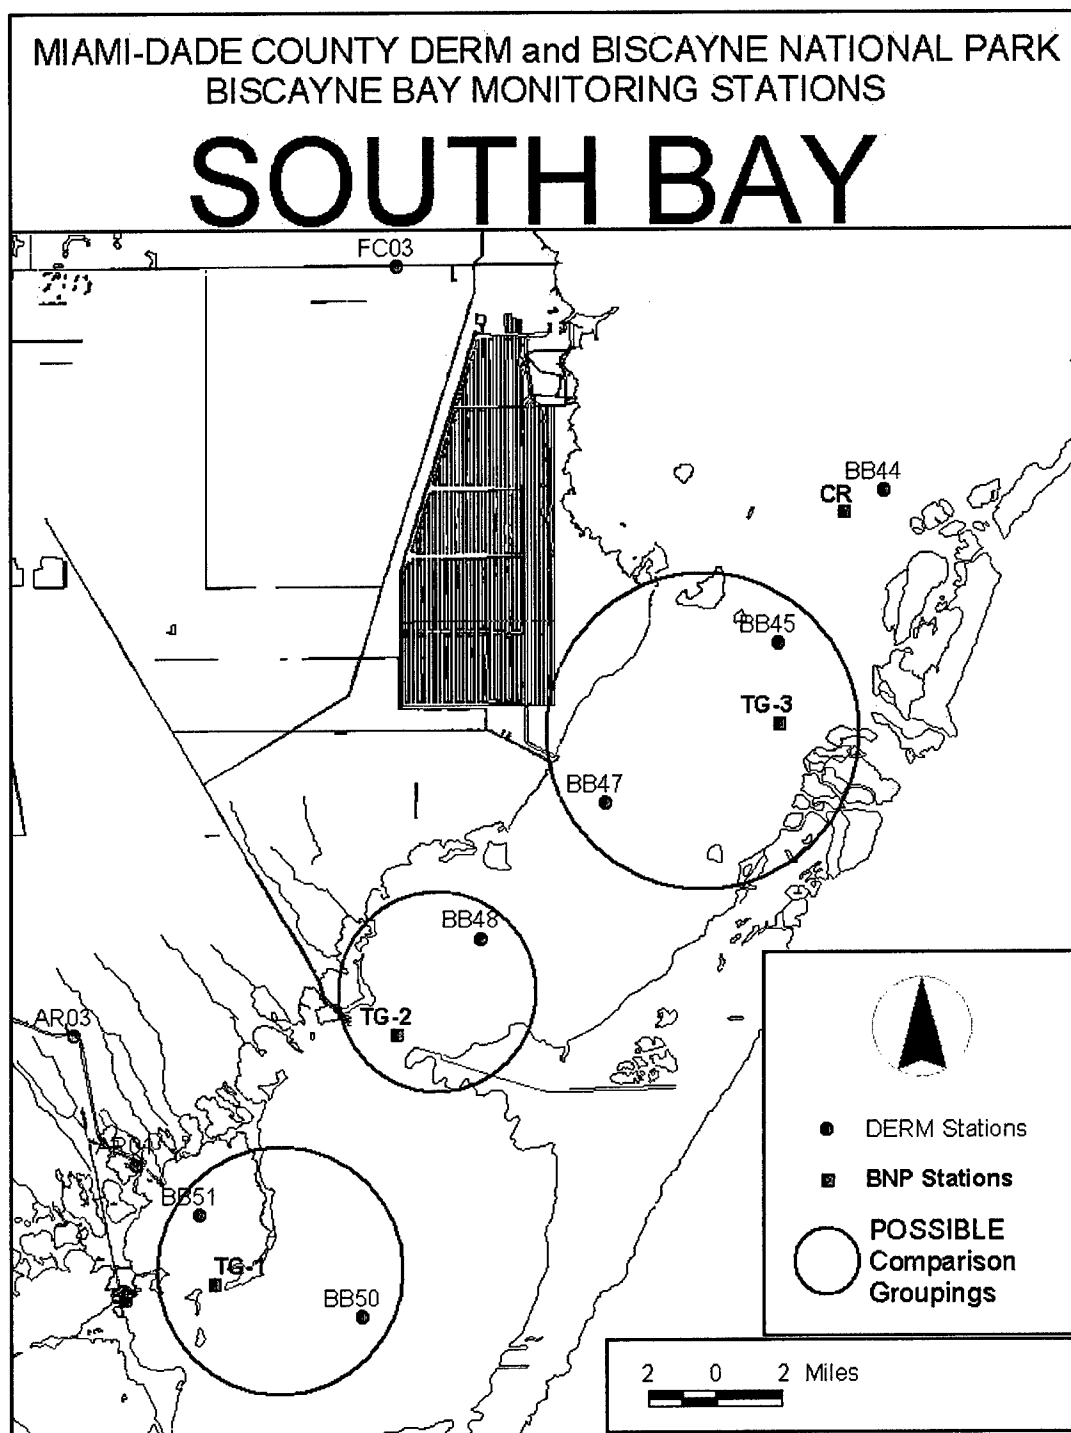 MIAMI-DADE COUNTY DERM and BISCAYNE NATIONAL PARK
BISCAYNE BAY MONITORING STATIONS
SOUTH BAY
FC03
BB44
CR
BB45
TG-3
BB47
BB48
TG-2
AR03
BB51
TG-1
BB50
DERM Stations
BNP Stations
POSSIBLE
Comparison
Groupings
2 0 2 Miles